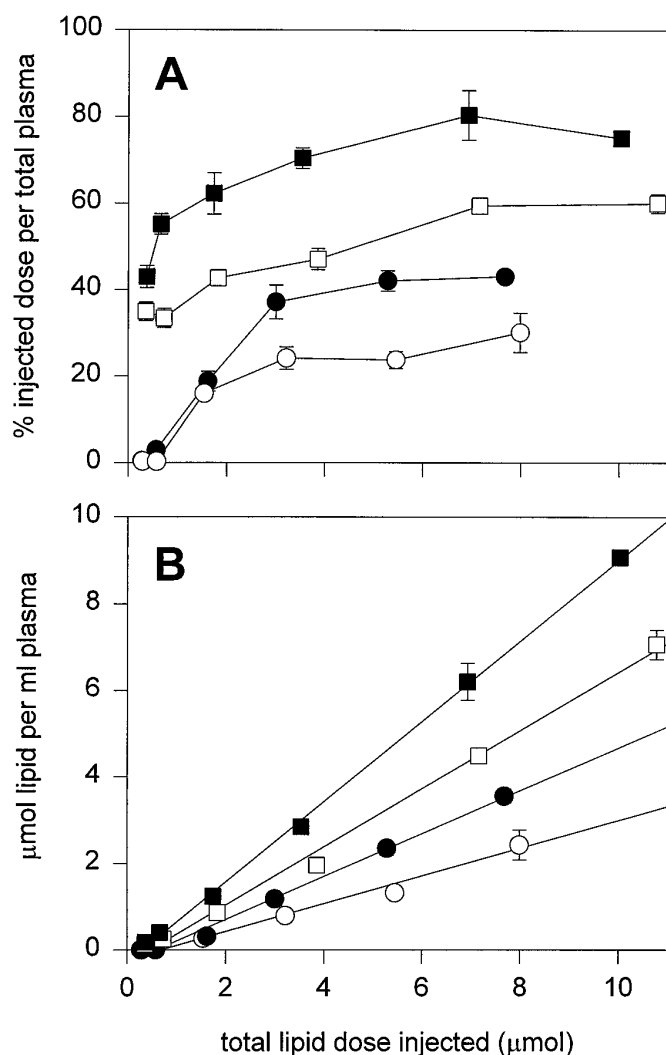 A
% injected dose per total plasma
100
80
60
40
20
0
B
μmol lipid per ml plasma
10
8
6
4
2
0
0 2 4 6 8 10
total lipid dose injected (μmol)